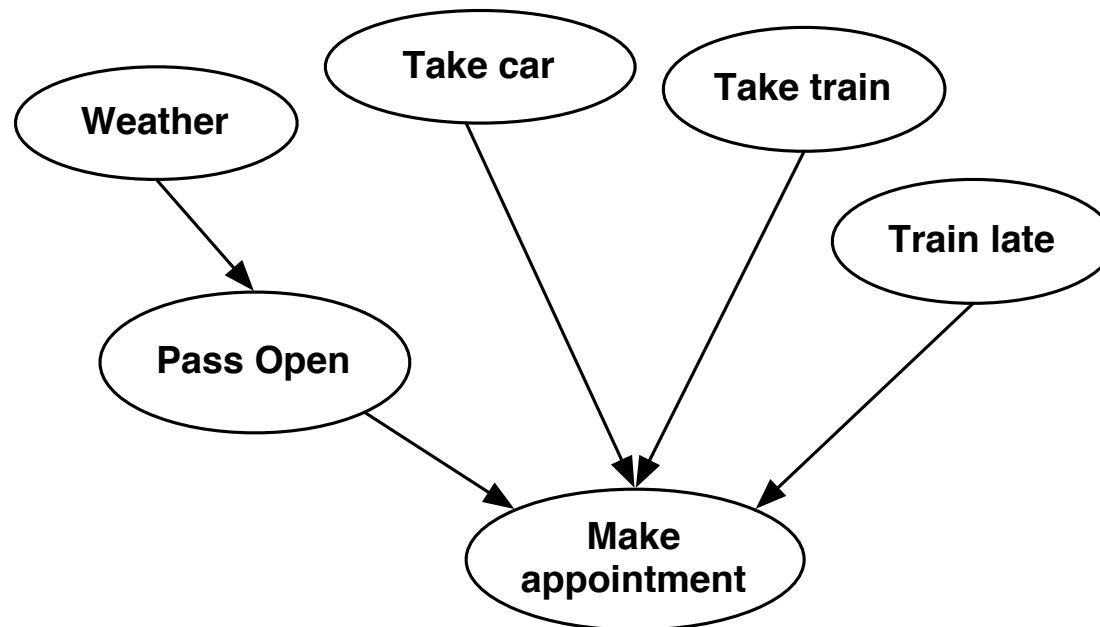 Take car
Take train
Weather
Train late
Pass Open
Make
appointment